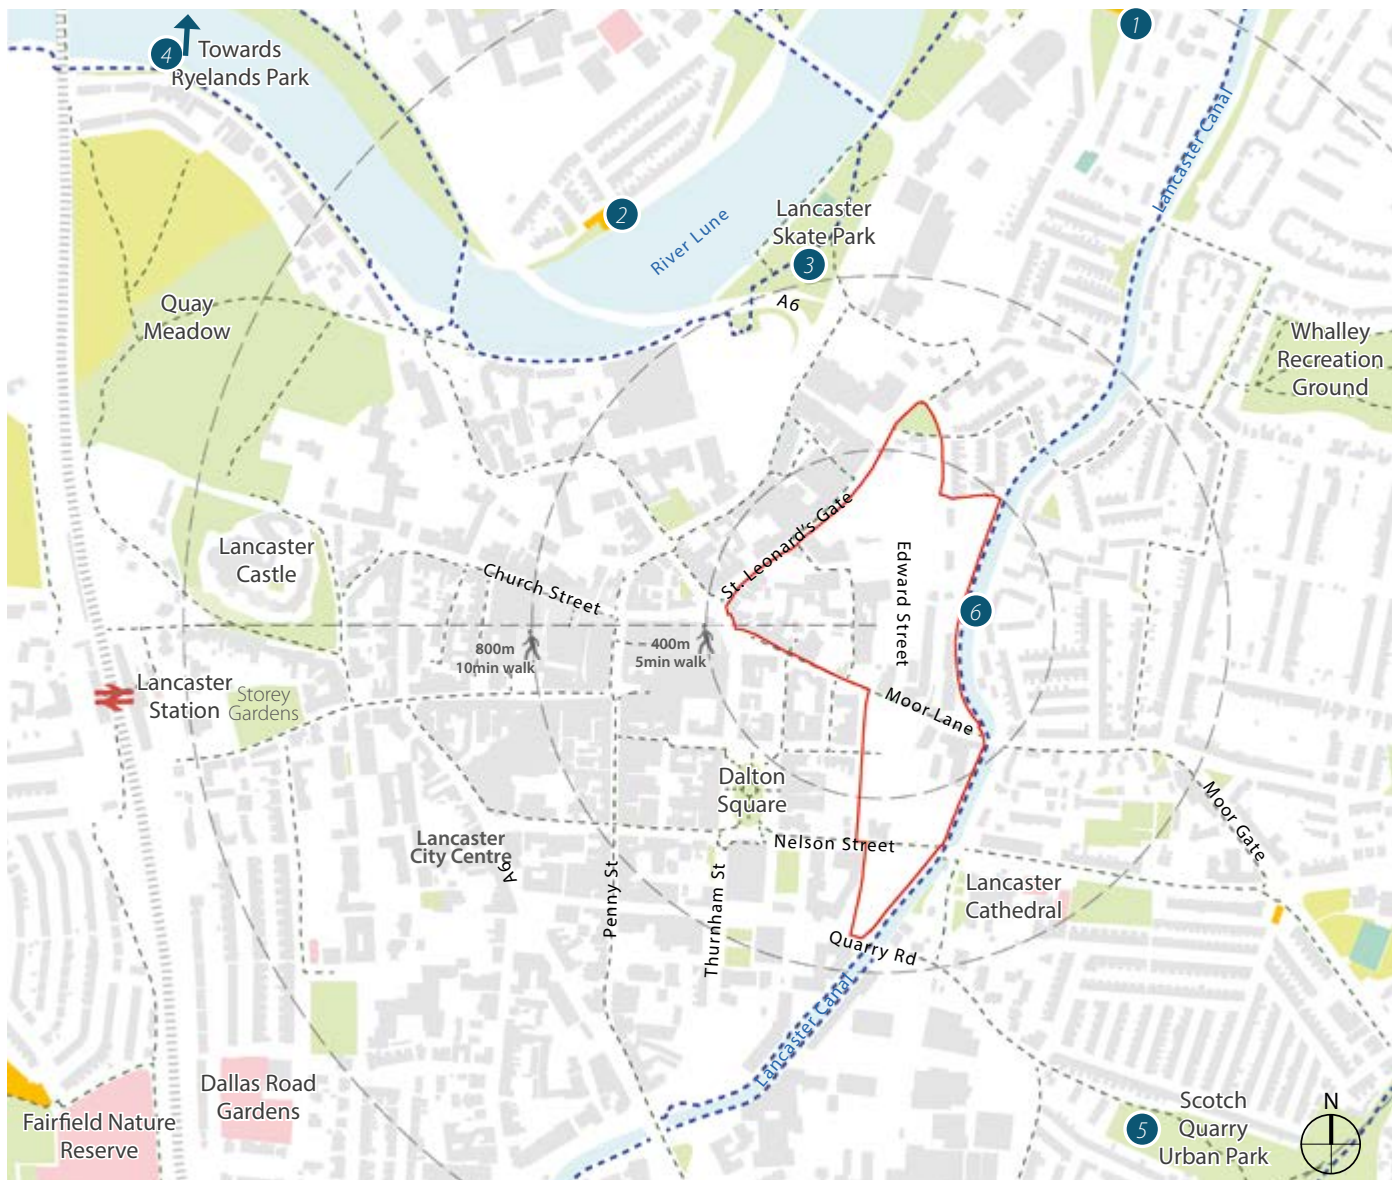 1
4
Towards
Ryelands Park
Lancaster Canal
2
Lancaster
Skate Park
River Lune
3
A6
Quay
Meadow
Whalley
Recreation
Ground
St. Leonard's Gate
Lancaster
Castle
Church Street
Edward Street
6
800m
10min walk
400m
5min walk
Lancaster
Station
Storey
Gardens
Moor Lane
Dalton
Square
Moor Gate
Lancaster
City Centre
A6
Nelson Street
Penny St
Thurnham St
Lancaster
Cathedral
Quarry Rd
Lancaster Canal
Dallas Road
Gardens
Fairfield Nature
Reserve
5
Scotch
Quarry
Urban Park
N